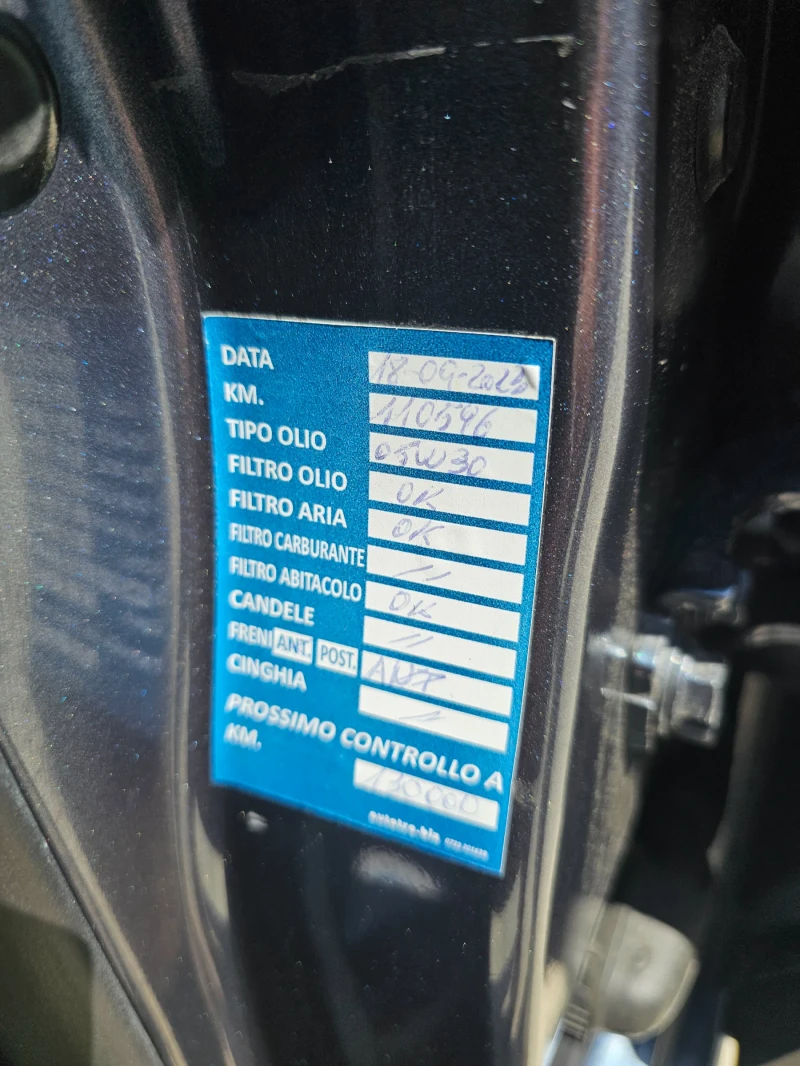 DATA 18-09-2023
KM. 110596
TIPO OLIO 05W30
FILTRO OLIO OK
FILTRO ARIA OK
FILTRO CARBURANTE //
FILTRO ABITACOLO OK
CANDELE //
FRENI ANT. POST. ANT
CINGHIA //
PROSSIMO CONTROLLO A
KM. 130000